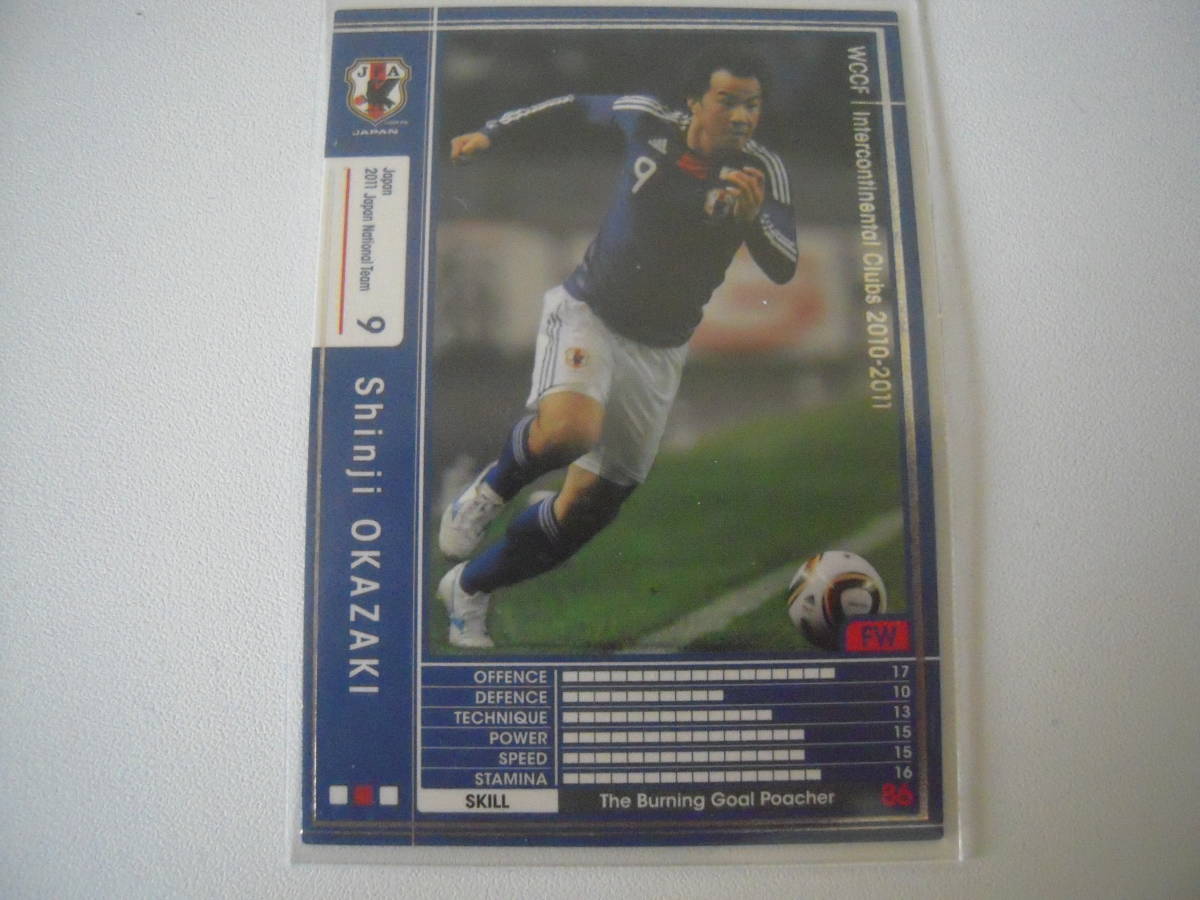 JFA
JAPAN
Japan
2011 Japan National Team
9
Shinji OKAZAKI
WCCF | Intercontinental Clubs 2010-2011
9
FW
OFFENCE 17
DEFENCE 10
TECHNIQUE 13
POWER 15
SPEED 15
STAMINA 16
SKILL The Burning Goal Poacher 86